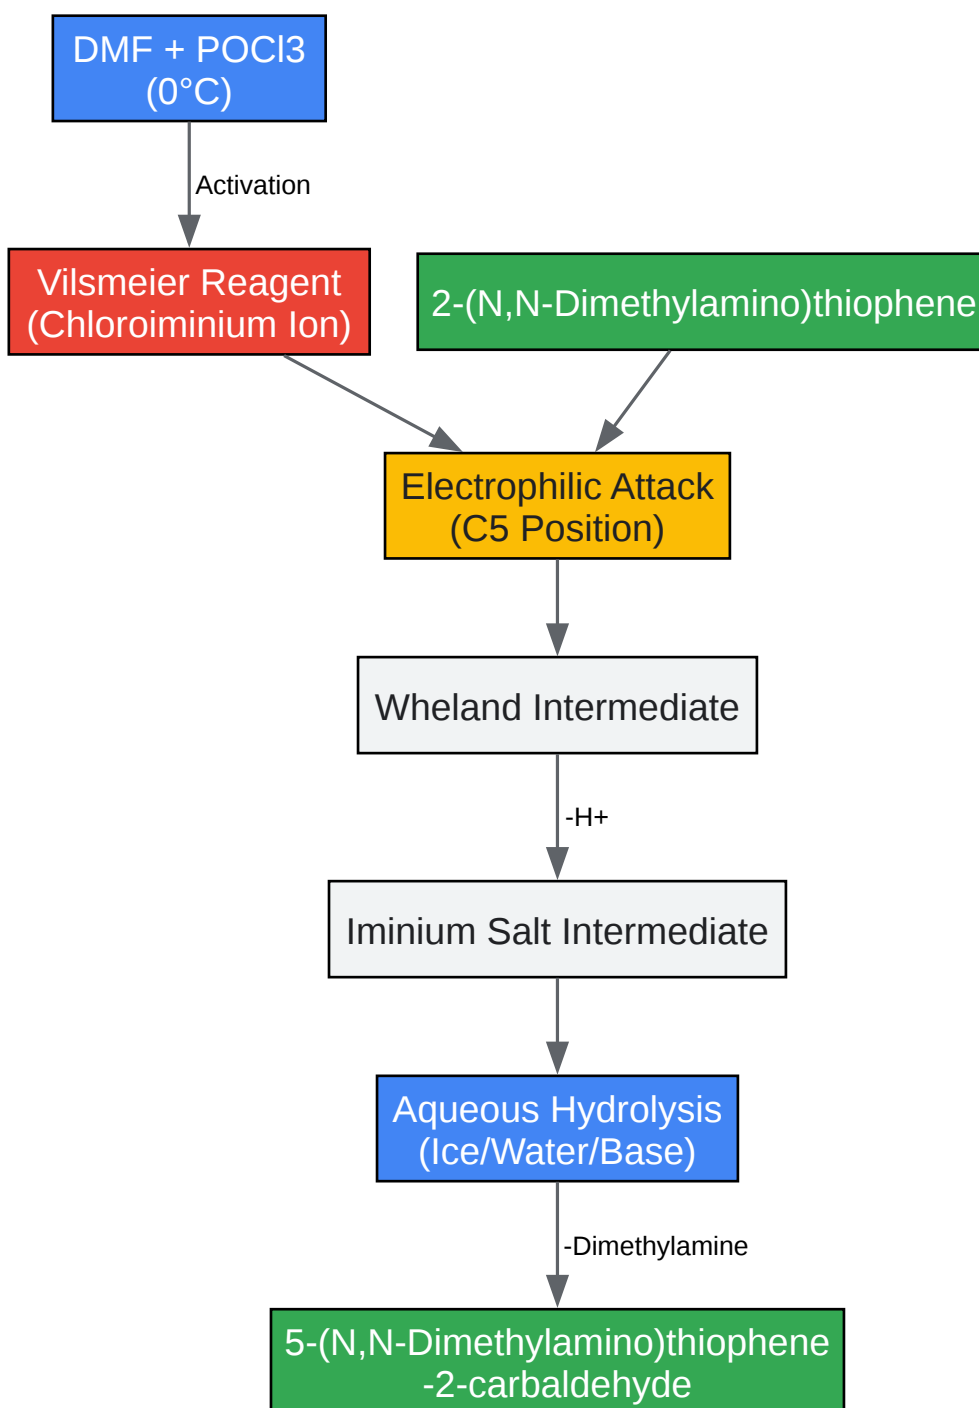 DMF + POCl3
(0°C)
Activation
Vilsmeier Reagent
(Chloroiminium Ion)
2-(N,N-Dimethylamino)thiophene
Electrophilic Attack
(C5 Position)
Wheland Intermediate
-H+
Iminium Salt Intermediate
Aqueous Hydrolysis
(Ice/Water/Base)
-Dimethylamine
5-(N,N-Dimethylamino)thiophene
-2-carbaldehyde